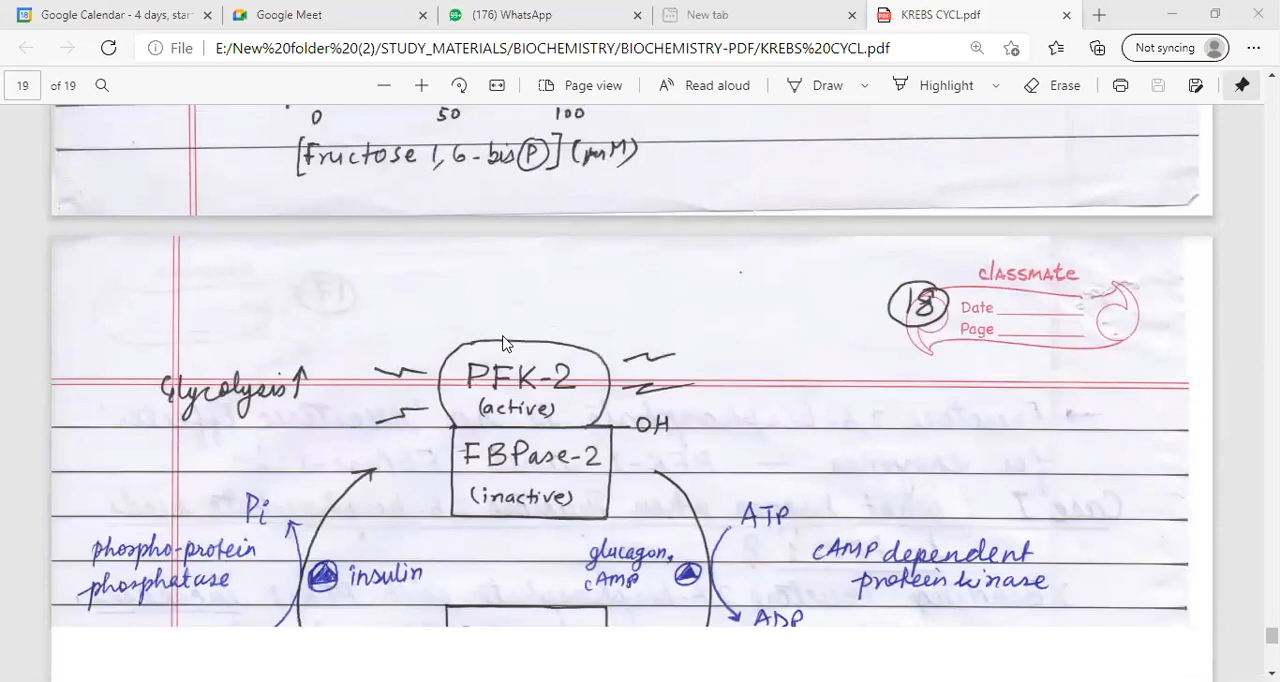 Google Calendar - 4 days, star
Google Meet
(176) WhatsApp
New tab
KREBS CYCL.pdf
File
E:/New%20folder%20(2)/STUDY_MATERIALS/BIOCHEMISTRY/BIOCHEMISTRY-PDF/KREBS%20CYCL.pdf
Not syncing
19 of 19
Page view
Read aloud
Draw
Highlight
Erase
0 50 100
[Fructose 1,6-bis P] (μM)
classmate
18
Date
Page
Glycolysis ↑
PFK-2
(active)
OH
FBPase-2
(inactive)
Pi
ATP
phospho-protein
phosphatase
insulin
glucagon,
cAMP
cAMP dependent
protein kinase
ADP